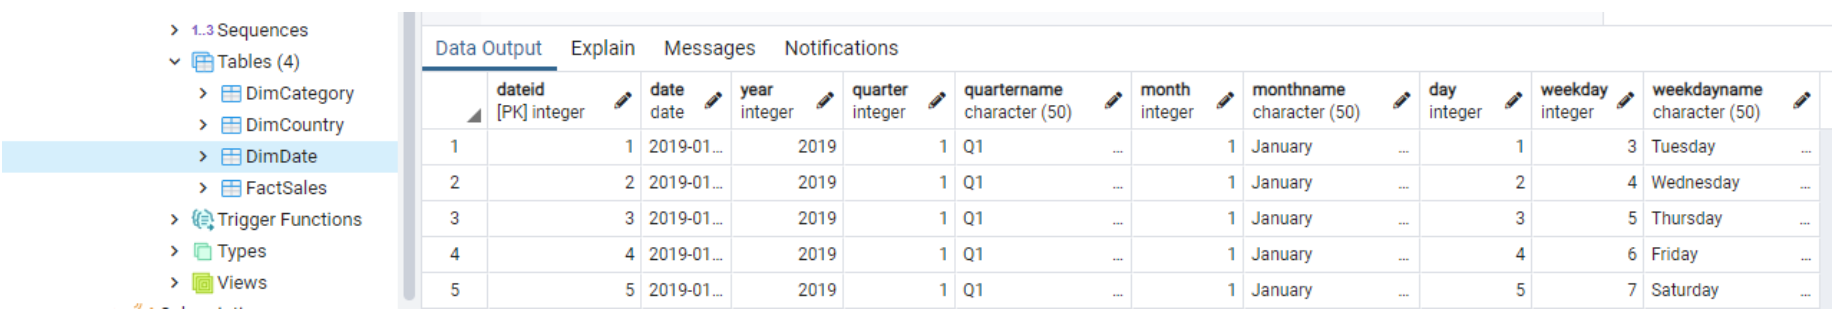 1..3 Sequences
Tables (4)
DimCategory
DimCountry
DimDate
FactSales
Trigger Functions
Types
Views
Data Output Explain Messages Notifications
dateid date year quarter quartername month monthname day weekday weekdayname
[PK] integer date integer integer character (50) integer character (50) integer integer character (50)
1 1 2019-01... 2019 1 Q1 ... 1 January ... 1 3 Tuesday ...
2 2 2019-01... 2019 1 Q1 ... 1 January ... 2 4 Wednesday ...
3 3 2019-01... 2019 1 Q1 ... 1 January ... 3 5 Thursday ...
4 4 2019-01... 2019 1 Q1 ... 1 January ... 4 6 Friday ...
5 5 2019-01... 2019 1 Q1 ... 1 January ... 5 7 Saturday ...